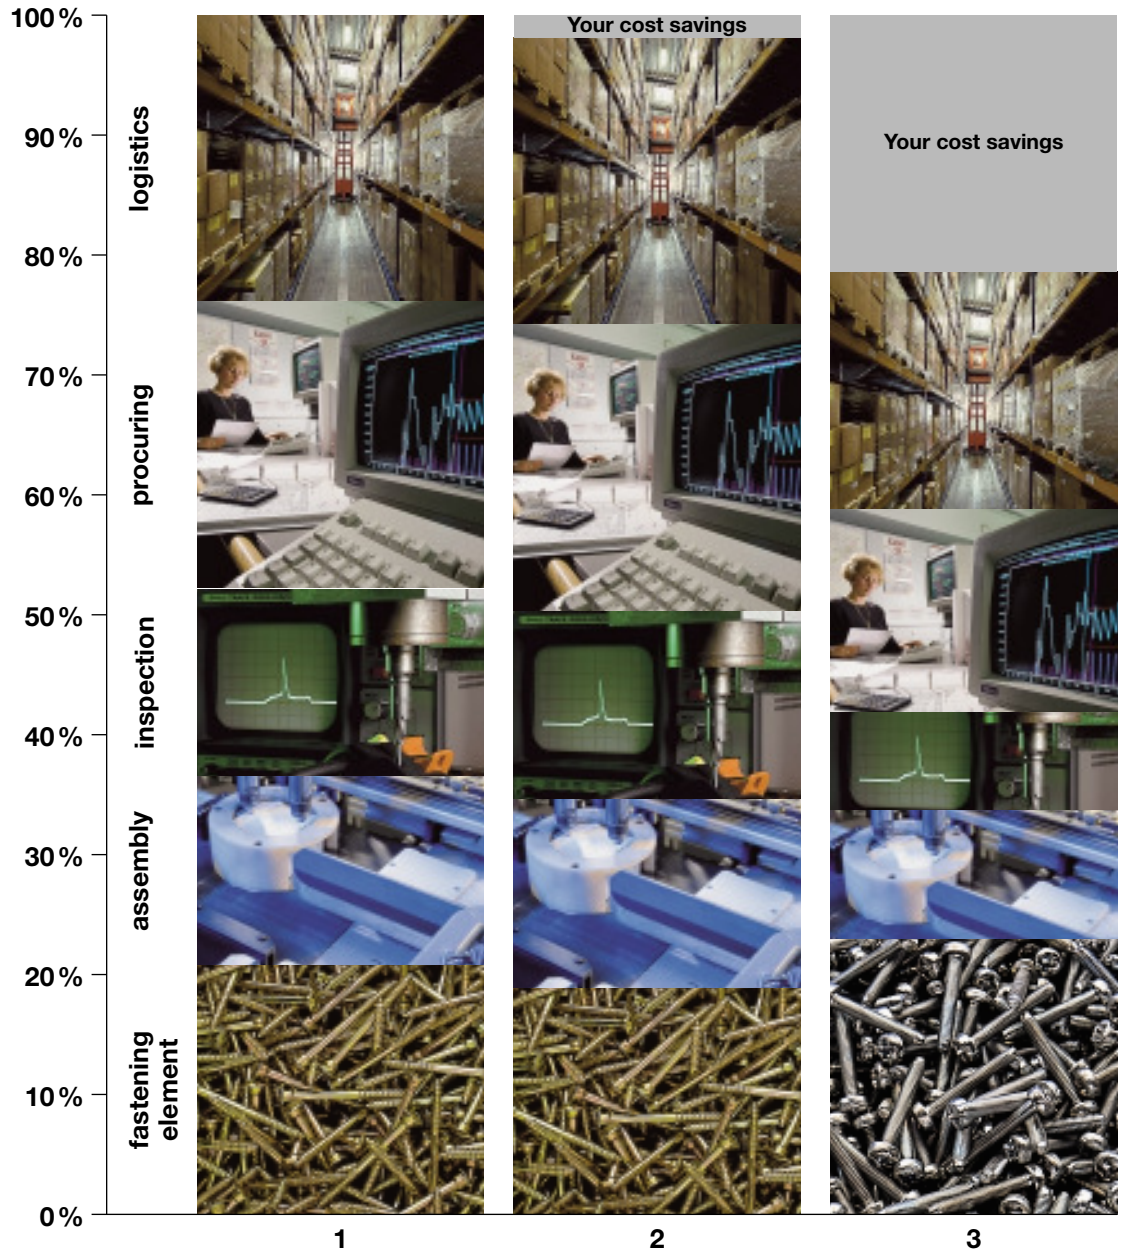 100 %
90 %
80 %
70 %
60 %
50 %
40 %
30 %
20 %
10 %
0 %
logistics
procuring
inspection
assembly
fastening
element
Your cost savings
Your cost savings
1
2
3